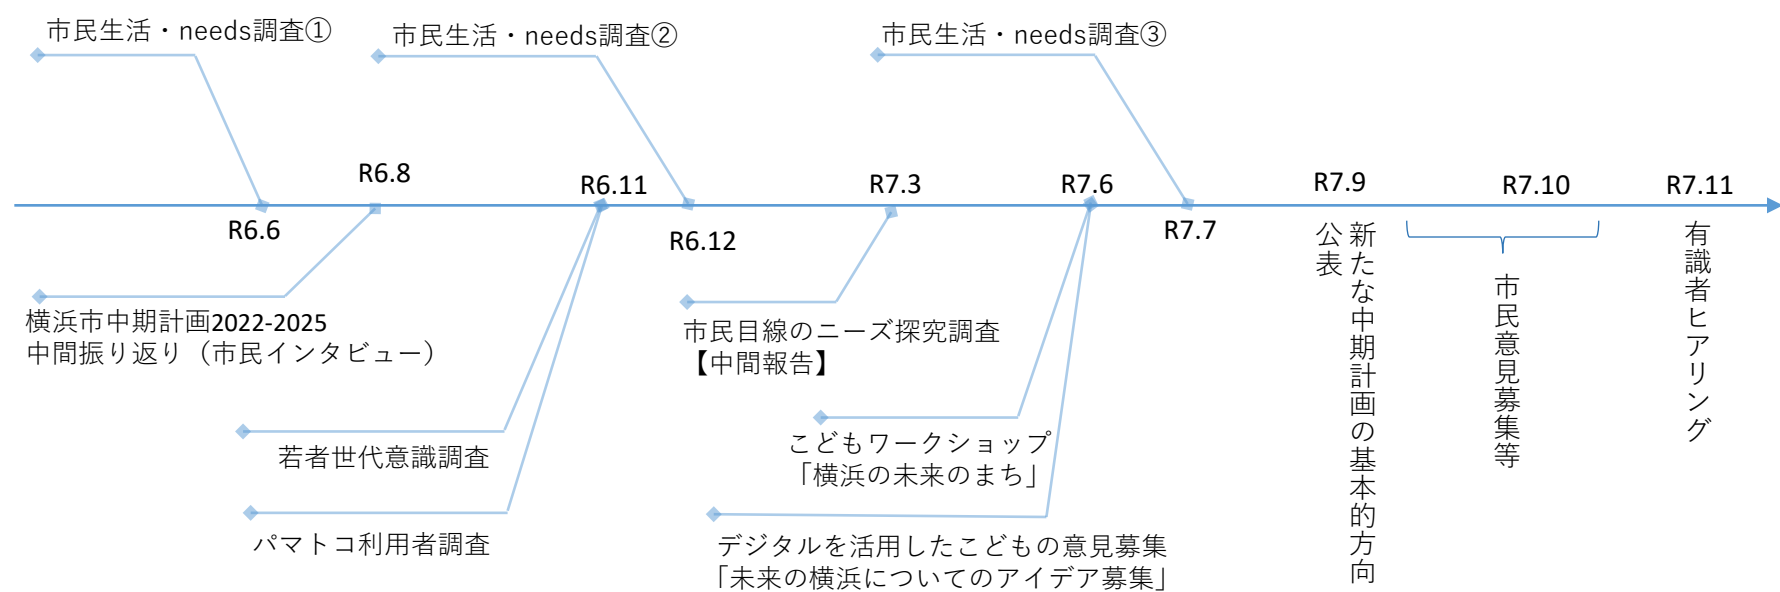 市民生活・needs調査①
市民生活・needs調査②
市民生活・needs調査③
R6.8
R6.11
R7.3
R7.6
R7.9
R7.10
R7.11
R6.6
R6.12
R7.7
新たな中期計画の基本的方向
公表
市民意見募集等
有識者ヒアリング
横浜市中期計画2022-2025
中間振り返り（市民インタビュー）
市民目線のニーズ探究調査
【中間報告】
若者世代意識調査
こどもワークショップ
「横浜の未来のまち」
パマトコ利用者調査
デジタルを活用したこどもの意見募集
「未来の横浜についてのアイデア募集」